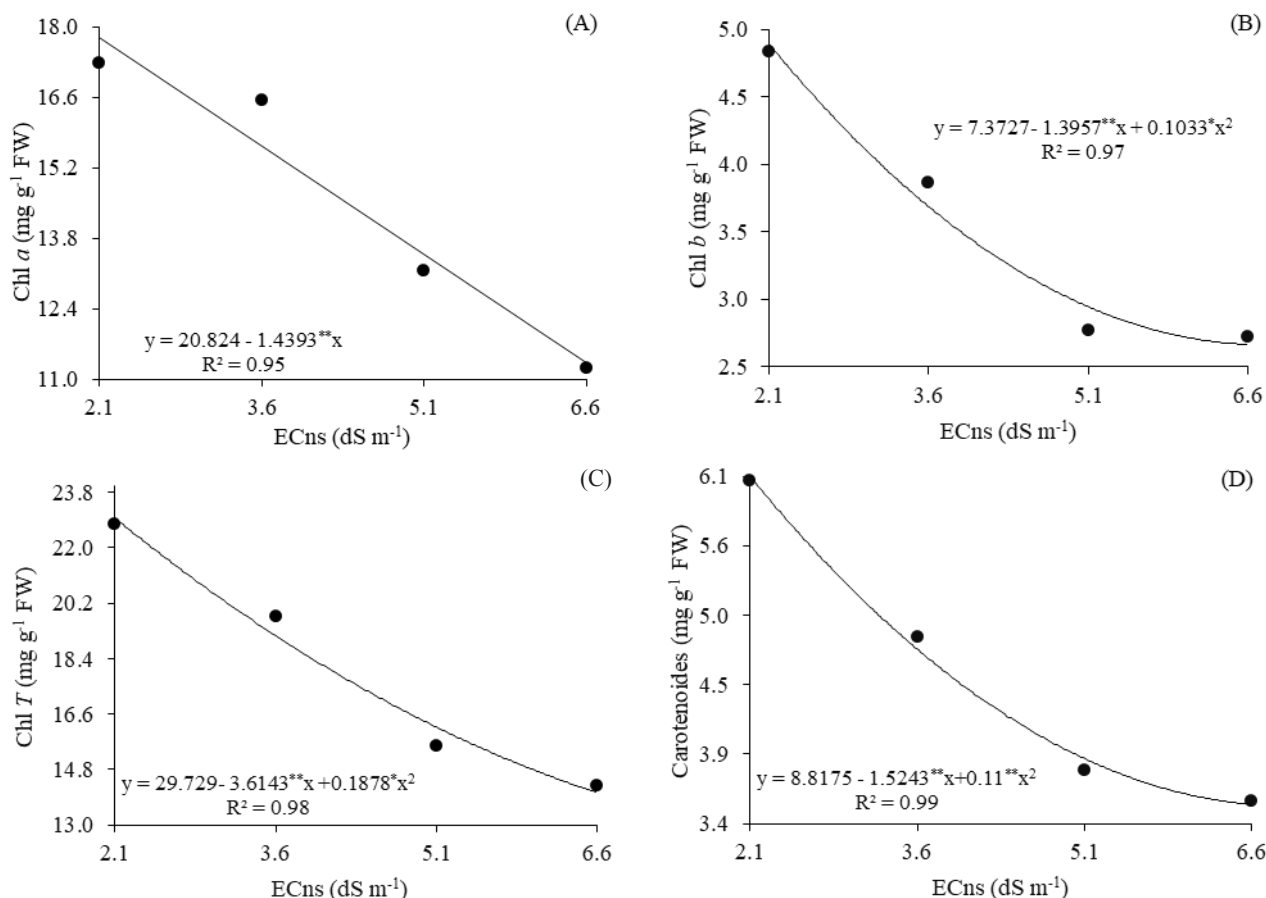 (A)
Chl a (mg g⁻¹ FW)
18.0
16.6
15.2
13.8
12.4
11.0
y = 20.824 - 1.4393**x
R² = 0.95
2.1 3.6 5.1 6.6
ECns (dS m⁻¹)
(B)
Chl b (mg g⁻¹ FW)
5.0
4.5
4.0
3.5
3.0
2.5
y = 7.3727- 1.3957**x + 0.1033*x²
R² = 0.97
2.1 3.6 5.1 6.6
ECns (dS m⁻¹)
(C)
Chl T (mg g⁻¹ FW)
23.8
22.0
20.2
18.4
16.6
14.8
13.0
y = 29.729- 3.6143**x +0.1878*x²
R² = 0.98
2.1 3.6 5.1 6.6
ECns (dS m⁻¹)
(D)
Carotenoides (mg g⁻¹ FW)
6.1
5.6
5.0
4.5
3.9
3.4
y = 8.8175 - 1.5243**x+0.11**x²
R² = 0.99
2.1 3.6 5.1 6.6
ECns (dS m⁻¹)